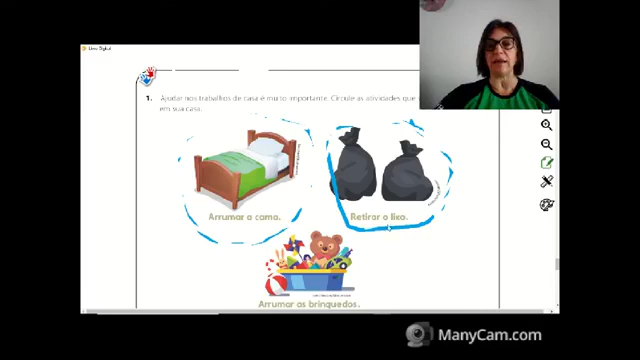 Livro Digital
1. Ajudar nos trabalhos de casa é muito importante. Circule as atividades que
em sua casa.
Arrumar a cama.
Retirar o lixo.
Arrumar os brinquedos.
ManyCam.com